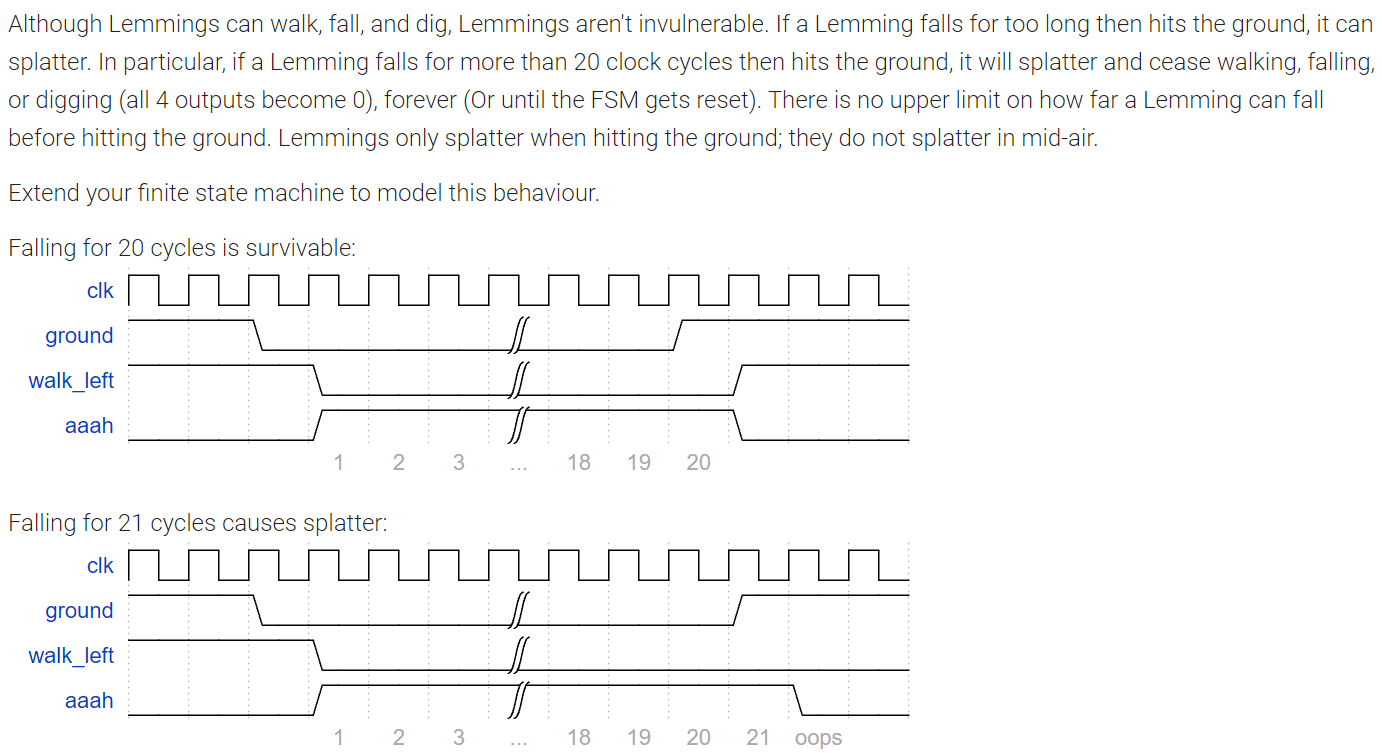 Although Lemmings can walk, fall, and dig, Lemmings aren't invulnerable. If a Lemming falls for too long then hits the ground, it can
splatter. In particular, if a Lemming falls for more than 20 clock cycles then hits the ground, it will splatter and cease walking, falling,
or digging (all 4 outputs become 0), forever (Or until the FSM gets reset). There is no upper limit on how far a Lemming can fall
before hitting the ground. Lemmings only splatter when hitting the ground; they do not splatter in mid-air.
Extend your finite state machine to model this behaviour.
Falling for 20 cycles is survivable:
clk
ground
walk_left
aaah
1 2 3 ... 18 19 20
Falling for 21 cycles causes splatter:
clk
ground
walk_left
aaah
1 2 3 ... 18 19 20 21 oops